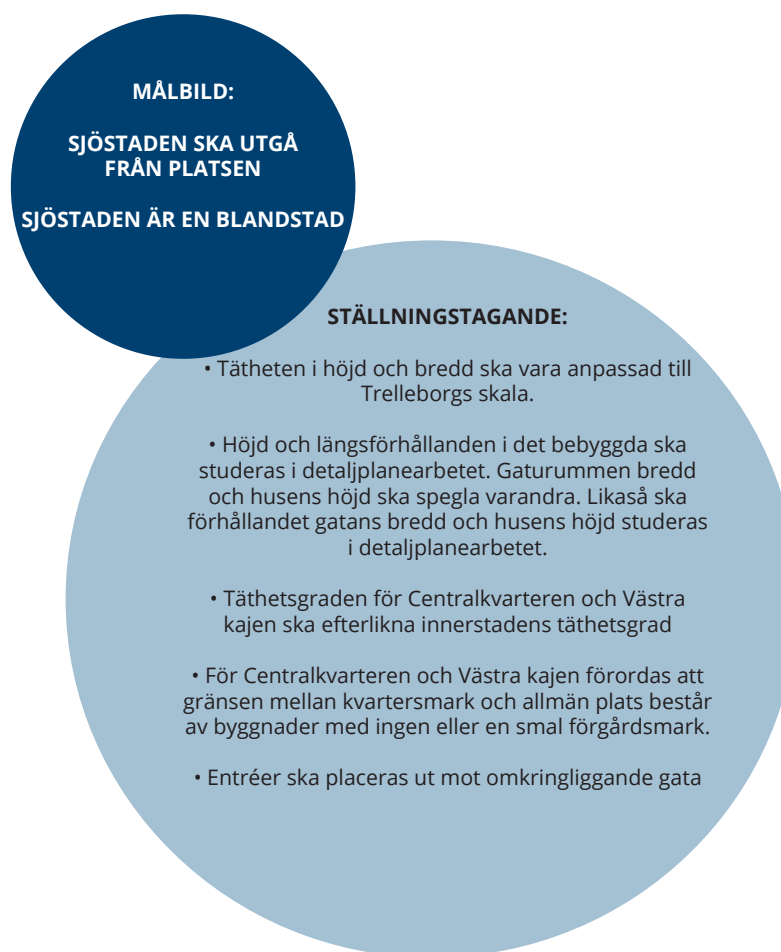 MÅLBILD:
SJÖSTADEN SKA UTGÅ
FRÅN PLATSEN
SJÖSTADEN ÄR EN BLANDSTAD
STÄLLNINGSTAGANDE:
• Tätheten i höjd och bredd ska vara anpassad till
Trelleborgs skala.
• Höjd och längsförhållanden i det bebyggda ska
studeras i detaljplanearbetet. Gaturummen bredd
och husens höjd ska spegla varandra. Likaså ska
förhållandet gatans bredd och husens höjd studeras
i detaljplanearbetet.
• Täthetsgraden för Centralkvarteren och Västra
kajen ska efterlikna innerstadens täthetsgrad
• För Centralkvarteren och Västra kajen förordas att
gränsen mellan kvartersmark och allmän plats består
av byggnader med ingen eller en smal förgårdsmark.
• Entréer ska placeras ut mot omkringliggande gata